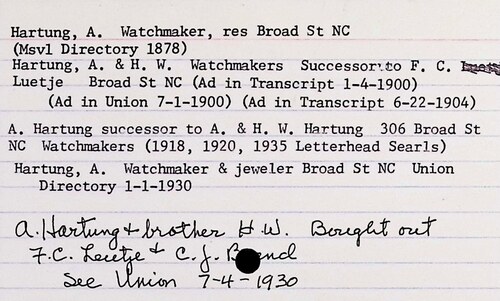 Hartung, A. Watchmaker, res Broad St NC
(Msvl Directory 1878)
Hartung, A. & H. W. Watchmakers Successor to F. C.
Luetje Broad St NC (Ad in Transcript 1-4-1900)
(Ad in Union 7-1-1900) (Ad in Transcript 6-22-1904)
A. Hartung successor to A. & H. W. Hartung 306 Broad St
NC Watchmakers (1918, 1920, 1935 Letterhead Searls)
Hartung, A. Watchmaker & jeweler Broad St NC Union
Directory 1-1-1930
A. Hartung & brother H W. Bought out
F. C. Luetje & C. J.
See Union 7-4-1930